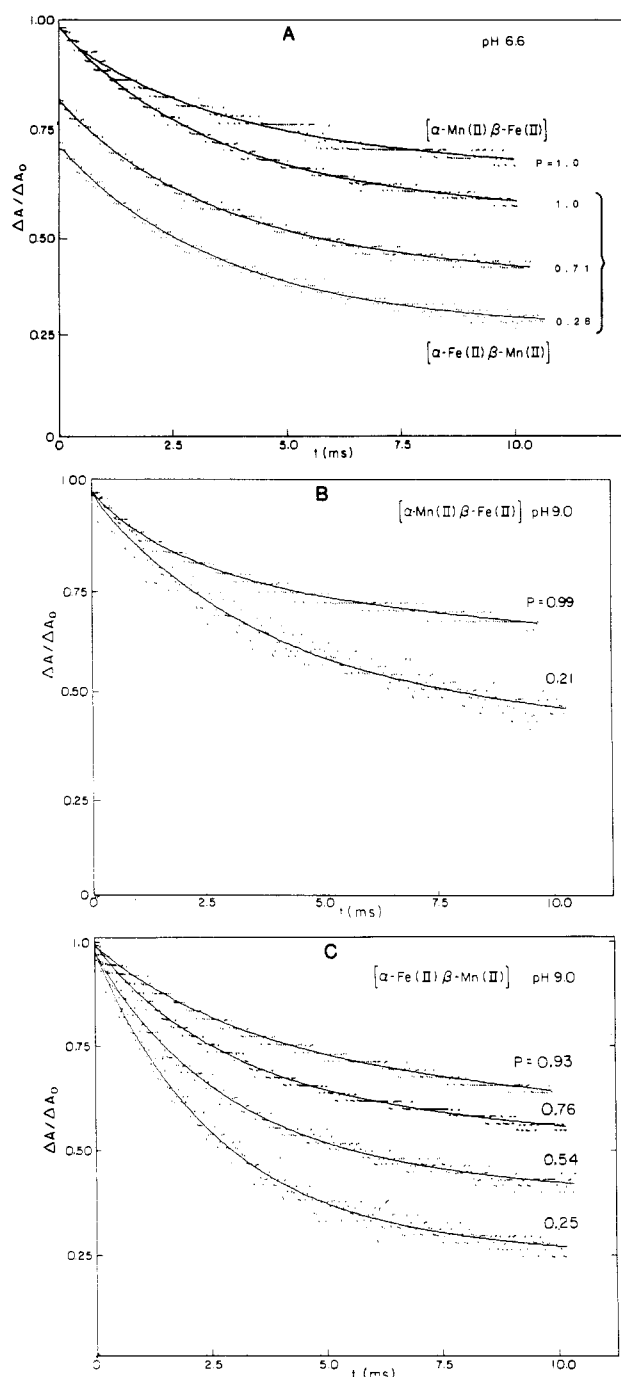 A
pH 6.6
1.00
0.75
0.50
0.25
0
ΔA/ΔA₀
[α-Mn(II) β-Fe(II)]
P=1.0
1.0
0.71
0.28
[α-Fe(II) β-Mn(II)]
0 2.5 5.0 7.5 10.0
t (ms)
B
[α-Mn(II) β-Fe(II)] pH 9.0
1.00
0.75
0.50
0.25
0
ΔA/ΔA₀
P=0.99
0.21
0 2.5 5.0 7.5 10.0
t (ms)
C
[α-Fe(II) β-Mn(II)] pH 9.0
1.0
0.75
0.50
0.25
ΔA/ΔA₀
P=0.93
0.76
0.54
0.25
0 2.5 5.0 7.5 10.0
t (ms)